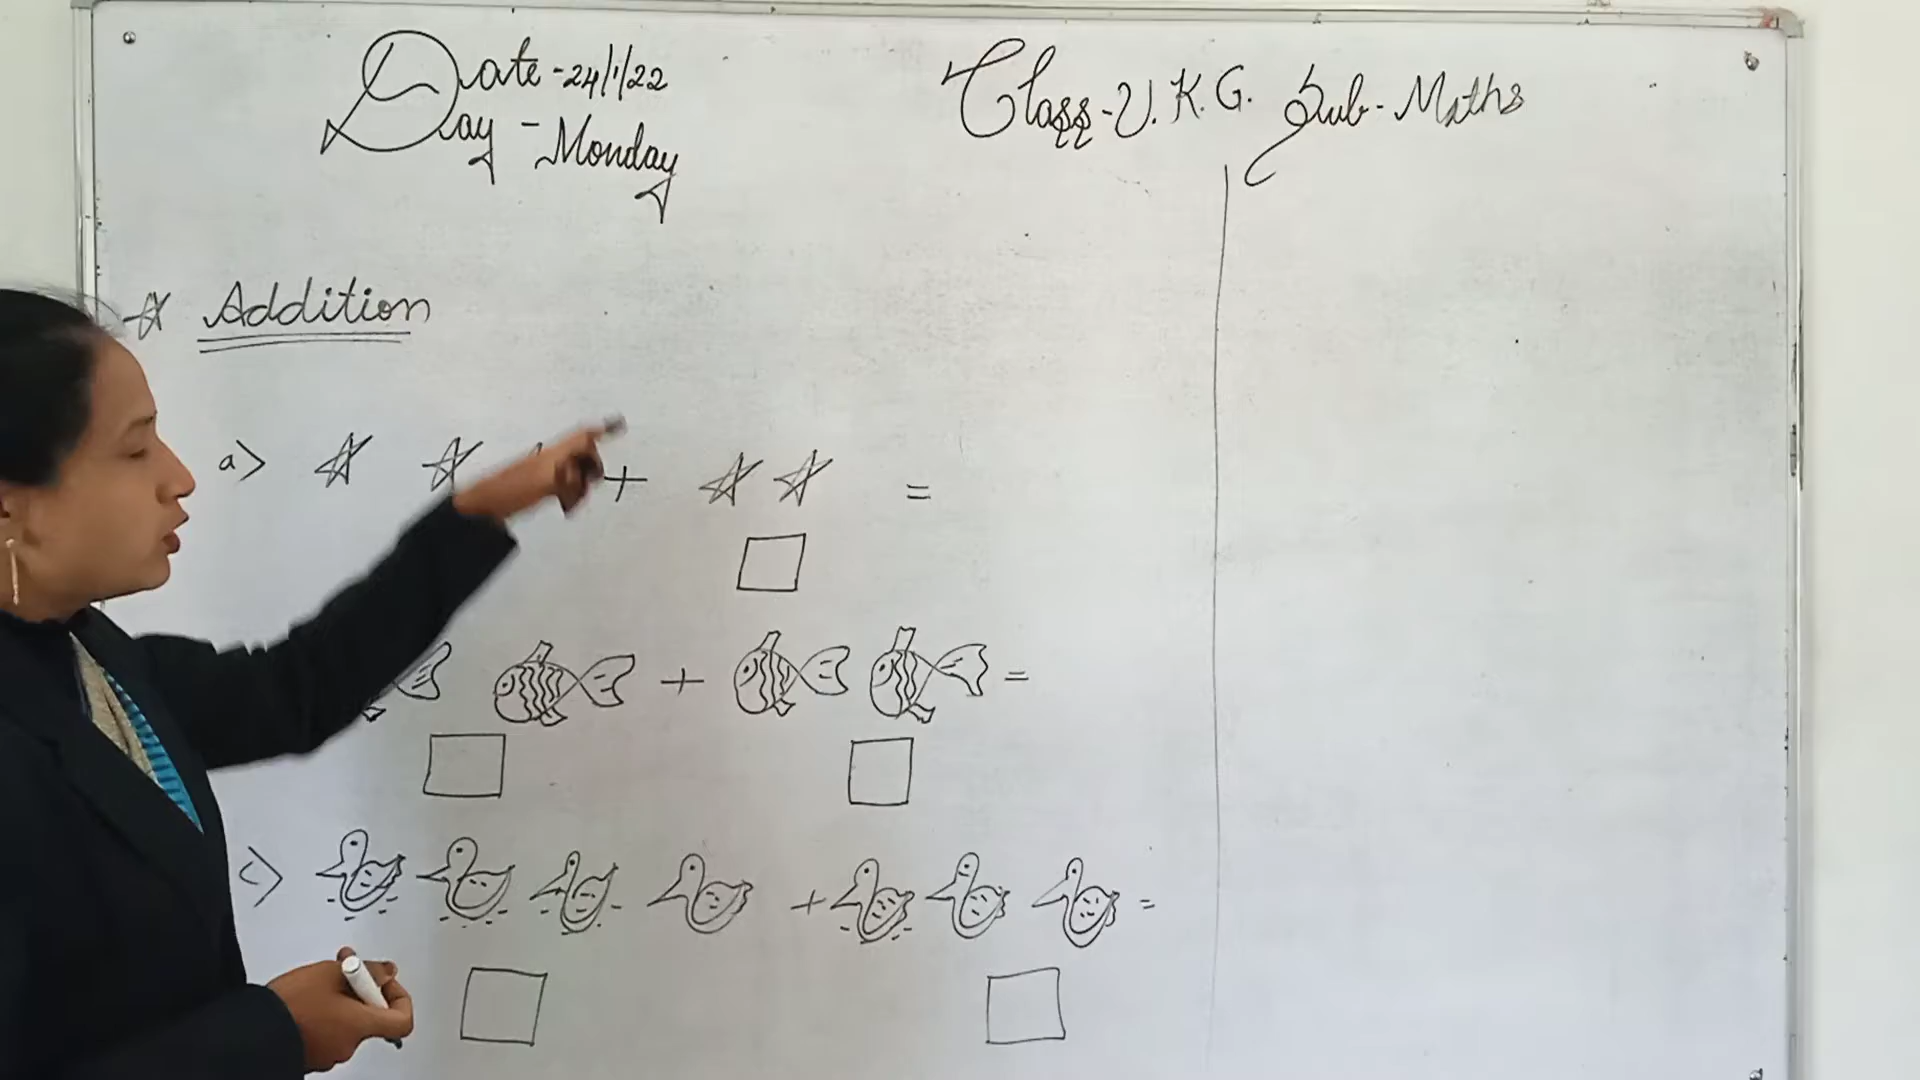 Date - 24/1/22
Day - Monday
Class - U.K.G. Sub - Maths
Addition
a) + =
+ =
c) + =